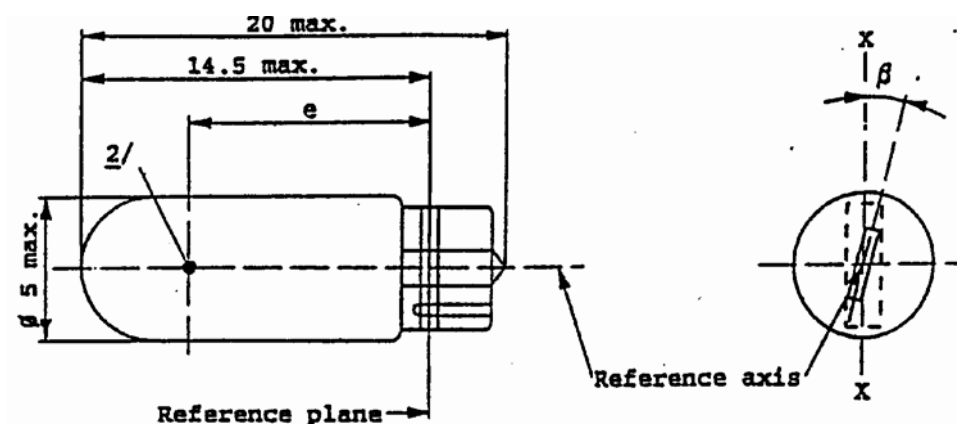 20 max.
14.5 max.
e
2/
ø 5 max.
Reference plane
Reference axis
x
β
x